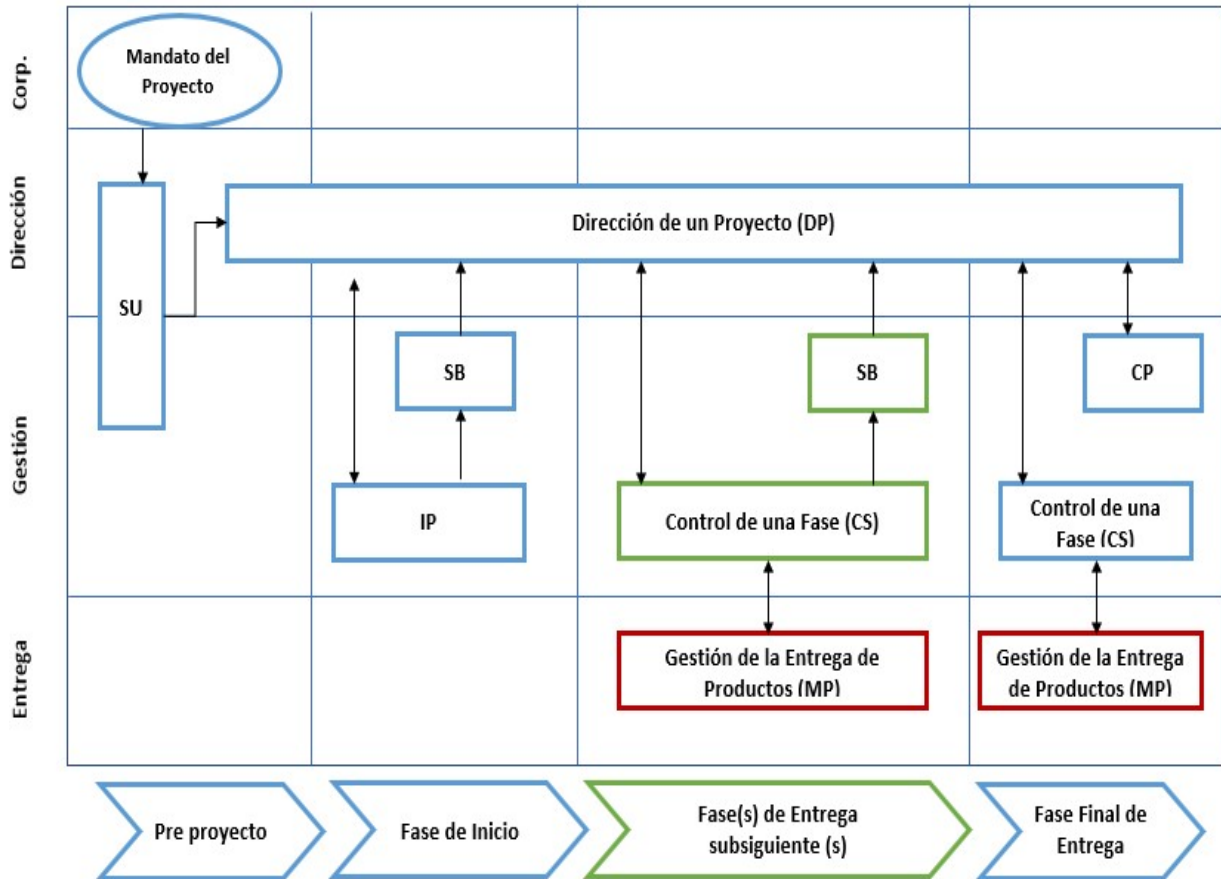 Corp.
Mandato del
Proyecto
Dirección
SU
Dirección de un Proyecto (DP)
Gestión
SB
SB
CP
IP
Control de una Fase (CS)
Control de una
Fase (CS)
Entrega
Gestión de la Entrega de
Productos (MP)
Gestión de la Entrega
de Productos (MP)
Pre proyecto
Fase de Inicio
Fase(s) de Entrega
subsiguiente (s)
Fase Final de
Entrega